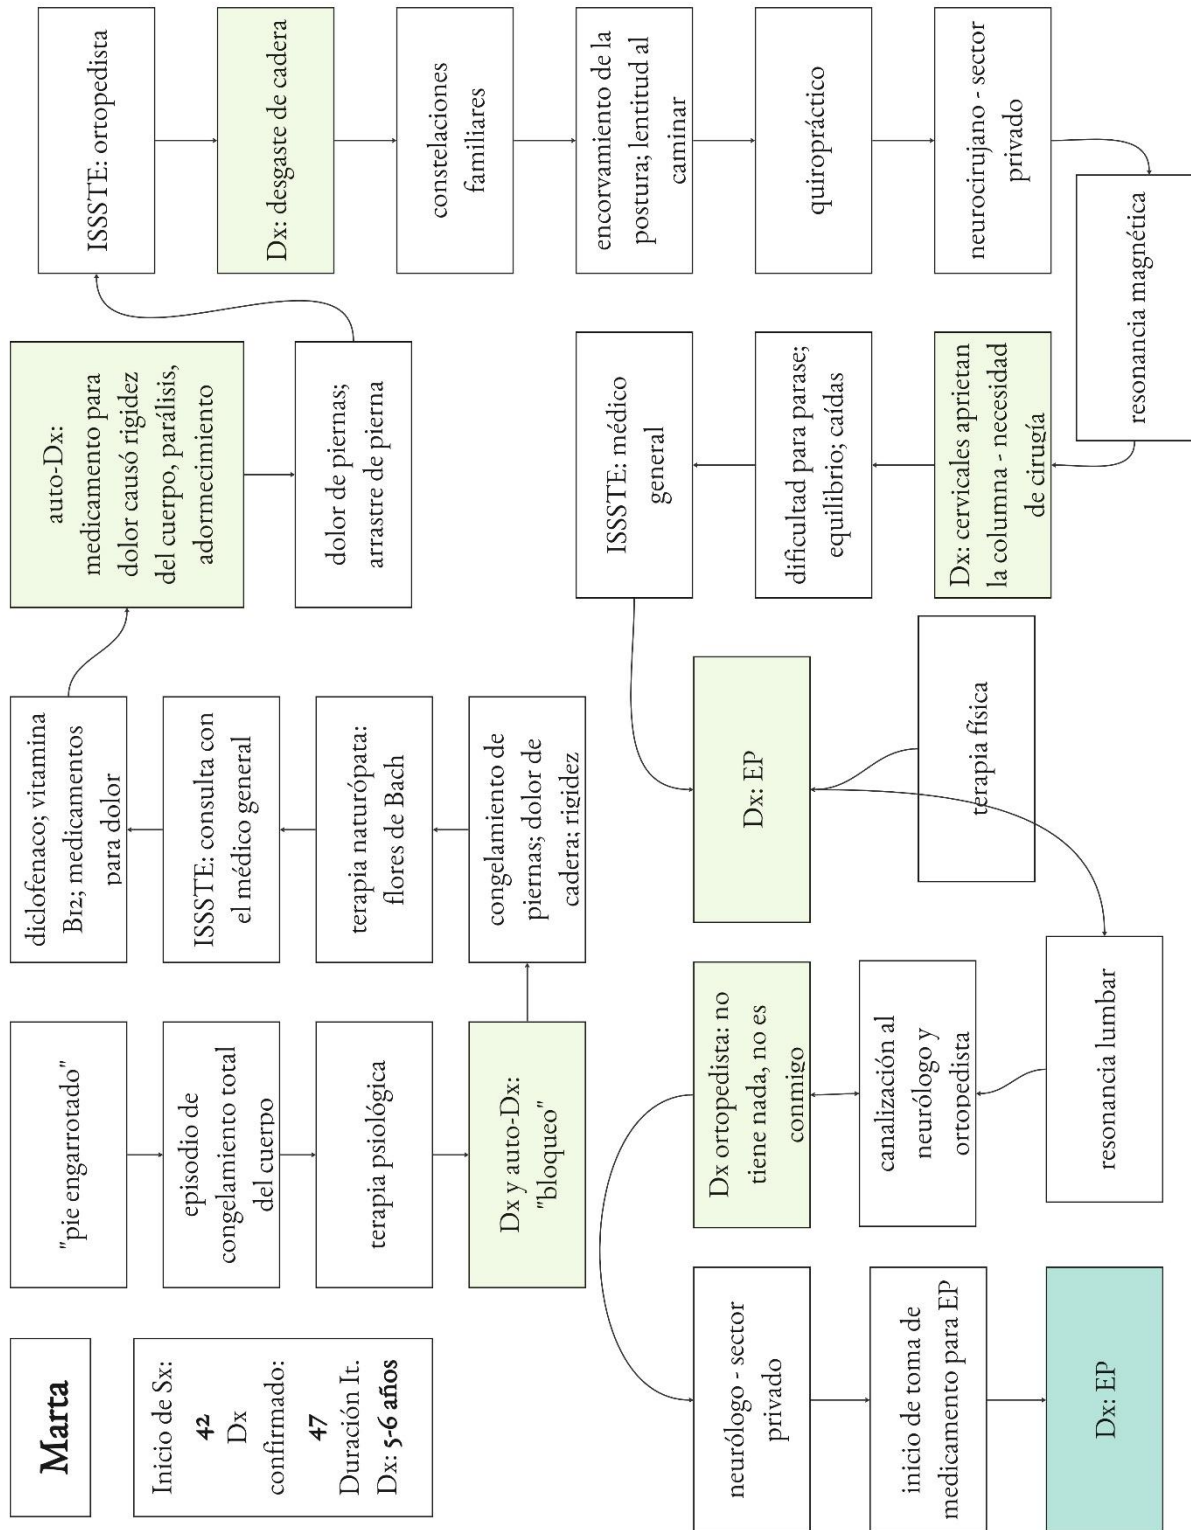 Marta
Inicio de Sx:
42
Dx
confirmado:
47
Duración It.
Dx: 5-6 años
"pie engarrotado"
episodio de
congelamiento total
del cuerpo
terapia psiológica
Dx y auto-Dx:
"bloqueo"
congelamiento de
piernas; dolor de
cadera; rigidez
terapia naturópata:
flores de Bach
ISSSTE: consulta con
el médico general
diclofenaco; vitamina
B12; medicamentos
para dolor
auto-Dx:
medicamento para
dolor causó rigidez
del cuerpo, parálisis,
adormecimiento
dolor de piernas;
arrastre de pierna
ISSSTE: ortopedista
Dx: desgaste de cadera
constelaciones
familiares
encorvamiento de la
postura; lentitud al
caminar
quiropráctico
neurocirujano - sector
privado
resonancia magnética
Dx: cervicales aprietan
la columna - necesidad
de cirugía
dificultad para parase;
equilibrio; caídas
ISSSTE: médico
general
Dx: EP
terapia física
resonancia lumbar
canalización al
neurólogo y
ortopedista
Dx ortopedista: no
tiene nada, no es
conmigo
neurólogo - sector
privado
inicio de toma de
medicamento para EP
Dx: EP